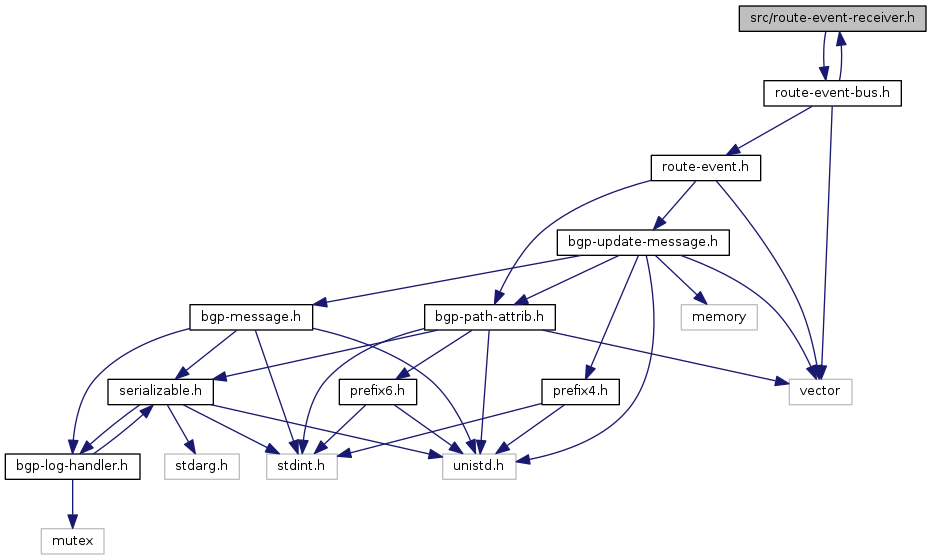 src/route-event-receiver.h
route-event-bus.h
route-event.h
bgp-update-message.h
bgp-message.h
bgp-path-attrib.h
memory
serializable.h
prefix6.h
prefix4.h
vector
bgp-log-handler.h
stdarg.h
stdint.h
unistd.h
mutex